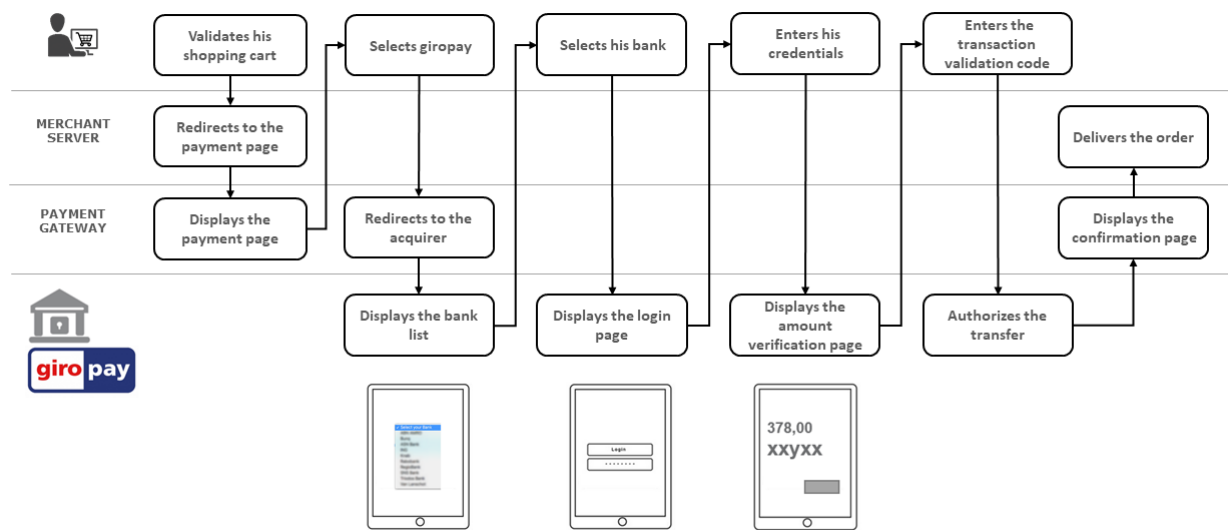 Validates his
shopping cart
Selects giropay
Selects his bank
Enters his
credentials
Enters the
transaction
validation code
MERCHANT
SERVER
Redirects to the
payment page
Delivers the order
PAYMENT
GATEWAY
Displays the
payment page
Redirects to the
acquirer
Displays the
confirmation page
Displays the bank
list
Displays the login
page
Displays the
amount
verification page
Authorizes the
transfer
giro pay
Select your Bank
Login
378,00
xxyxx